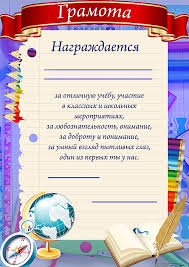 Грамота
Награждается
за отличную учёбу, участие
в классных и школьных
мероприятиях,
за любознательность, внимание,
за доброту и понимание,
за умный взгляд пытливых глаз,
один из первых ты у нас.